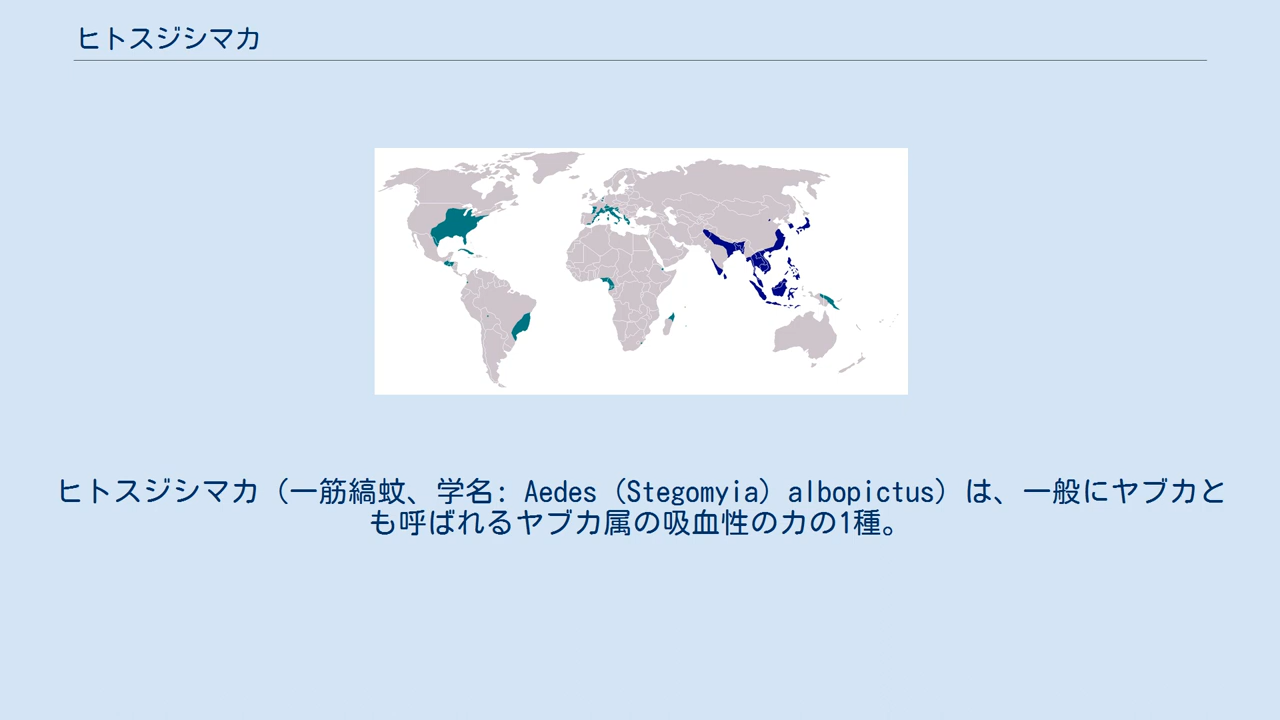 ヒトスジシマカ
ヒトスジシマカ（一筋縞蚊、学名: Aedes（Stegomyia）albopictus）は、一般にヤブカと
も呼ばれるヤブカ属の吸血性のカの1種。